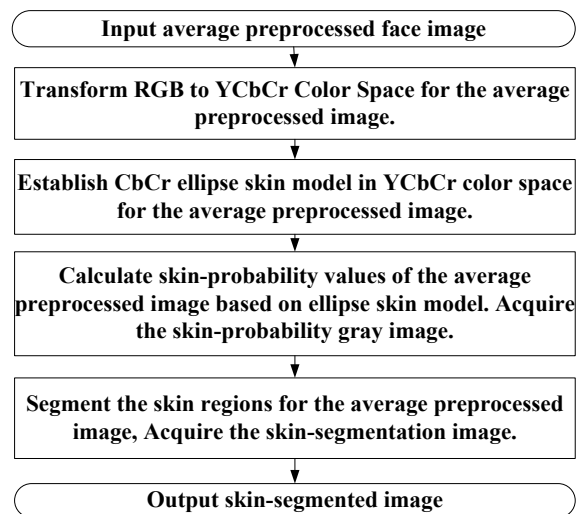 Input average preprocessed face image
Transform RGB to YCbCr Color Space for the average
preprocessed image.
Establish CbCr ellipse skin model in YCbCr color space
for the average preprocessed image.
Calculate skin-probability values of the average
preprocessed image based on ellipse skin model. Acquire
the skin-probability gray image.
Segment the skin regions for the average preprocessed
image, Acquire the skin-segmentation image.
Output skin-segmented image